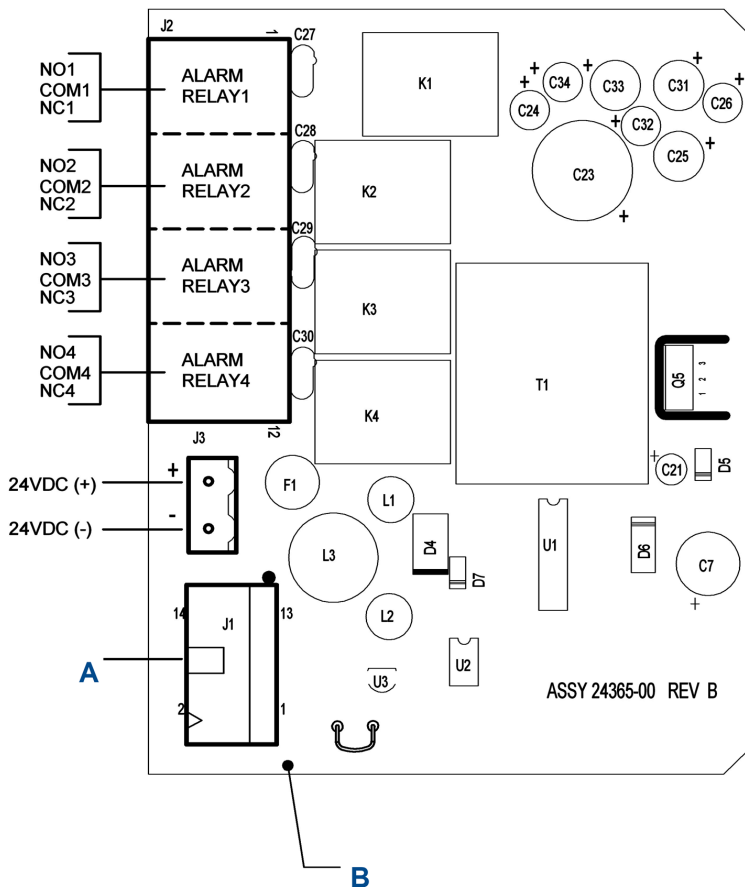 J2
1
C27
NO1
COM1
NC1
ALARM
RELAY1
K1
C34
C33
C31
C24
C26
C32
C25
C23
C28
NO2
COM2
NC2
ALARM
RELAY2
K2
C29
NO3
COM3
NC3
ALARM
RELAY3
K3
C30
NO4
COM4
NC4
ALARM
RELAY4
K4
12
T1
Q5
1 2 3
J3
+
24VDC (+)
-
24VDC (-)
F1
L1
C21
D5
L3
D4
D7
U1
D6
C7
14
J1
13
L2
A
U3
U2
2
1
ASSY 24365-00 REV B
B